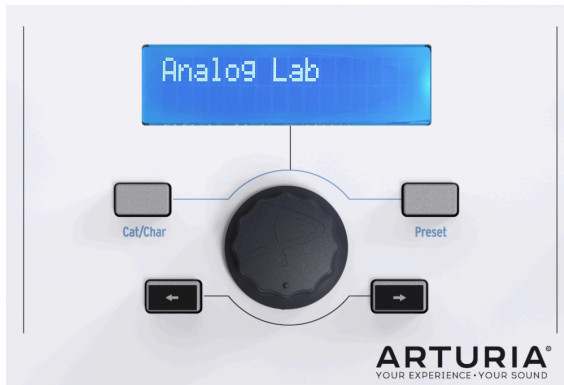 Analog Lab
Cat/Char
Preset
←
→
ARTURIA®
YOUR EXPERIENCE • YOUR SOUND